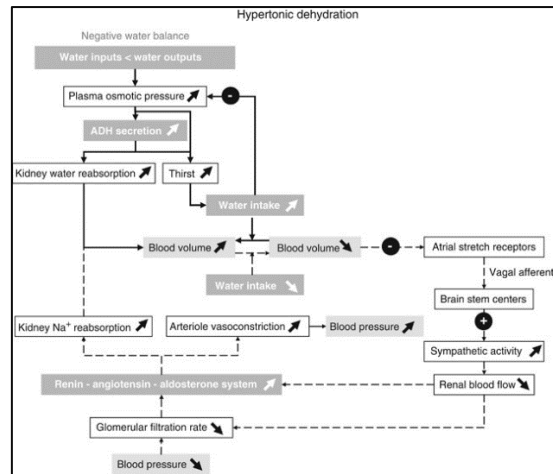 Hypertonic dehydration
Negative water balance
Water inputs < water outputs
Plasma osmotic pressure
-
ADH secretion
Kidney water reabsorption
Thirst
Water intake
Blood volume
Blood volume
-
Atrial stretch receptors
Vagal afferent
Water intake
Brain stem centers
+
Kidney Na⁺ reabsorption
Arteriole vasoconstriction
Blood pressure
Sympathetic activity
Renin - angiotensin - aldosterone system
Renal blood flow
Glomerular filtration rate
Blood pressure